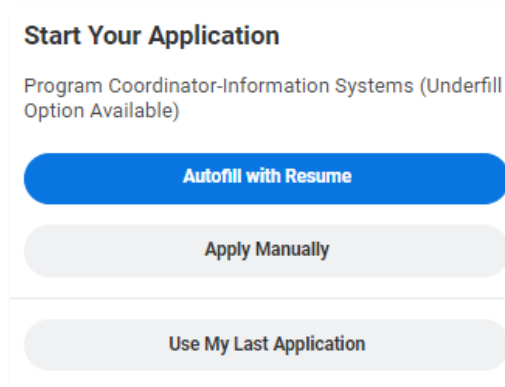 Start Your Application
Program Coordinator-Information Systems (Underfill
Option Available)
Autofill with Resume
Apply Manually
Use My Last Application